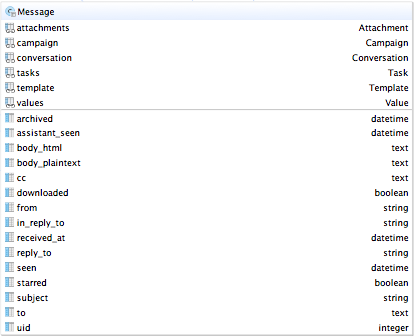 Message
attachments Attachment
campaign Campaign
conversation Conversation
tasks Task
template Template
values Value
archived datetime
assistant_seen datetime
body_html text
body_plaintext text
cc text
downloaded boolean
from string
in_reply_to string
received_at datetime
reply_to string
seen datetime
starred boolean
subject string
to text
uid integer